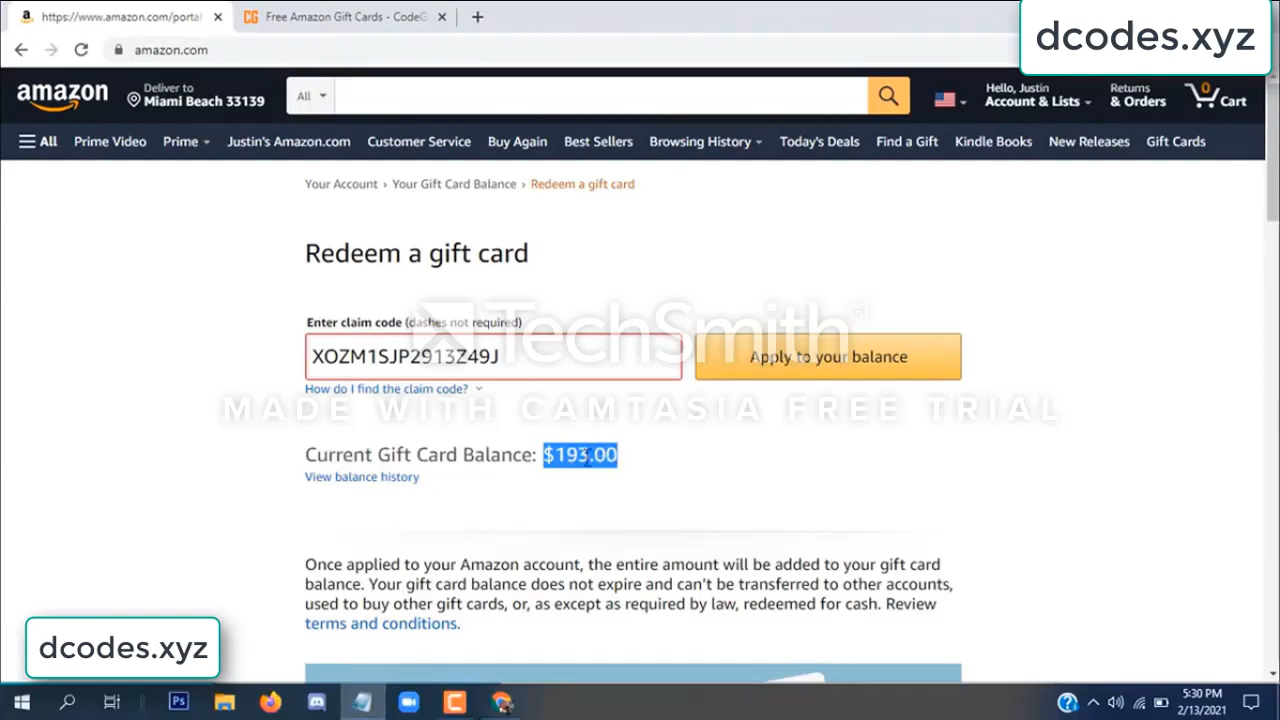 https://www.amazon.com/portal
Free Amazon Gift Cards - CodeG
dcodes.xyz
amazon.com
amazon
Deliver to
Miami Beach 33139
All
Hello, Justin
Account & Lists
Returns
& Orders
0
Cart
All
Prime Video
Prime
Justin's Amazon.com
Customer Service
Buy Again
Best Sellers
Browsing History
Today's Deals
Find a Gift
Kindle Books
New Releases
Gift Cards
Your Account › Your Gift Card Balance › Redeem a gift card
Redeem a gift card
TechSmith®
Enter claim code (dashes not required)
XOZM1SJP2913Z49J
Apply to your balance
How do I find the claim code?
MADE WITH CAMTASIA FREE TRIAL
Current Gift Card Balance: $193.00
View balance history
Once applied to your Amazon account, the entire amount will be added to your gift card
balance. Your gift card balance does not expire and can't be transferred to other accounts,
used to buy other gift cards, or, as except as required by law, redeemed for cash. Review
terms and conditions.
dcodes.xyz
Ps
5:30 PM
2/13/2021